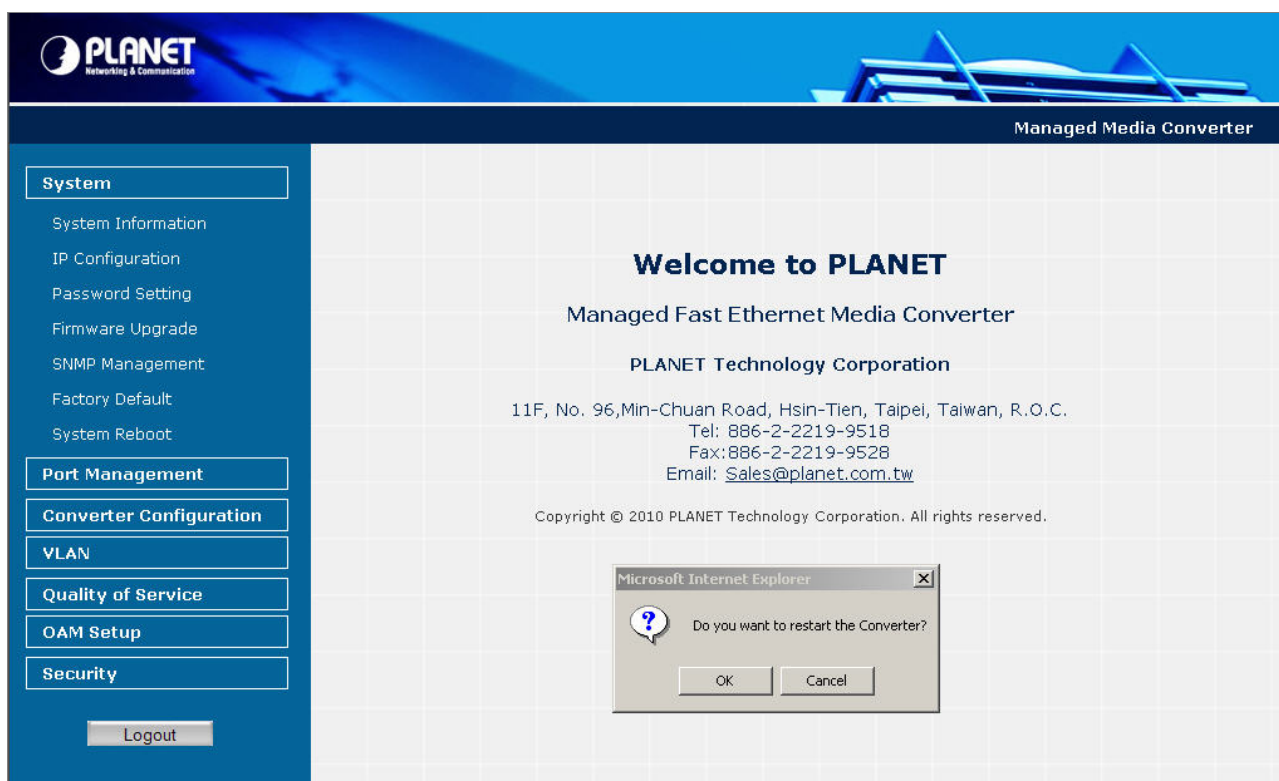 PLANET
Networking & Communication
Managed Media Converter
System
System Information
IP Configuration
Password Setting
Firmware Upgrade
SNMP Management
Factory Default
System Reboot
Port Management
Converter Configuration
VLAN
Quality of Service
OAM Setup
Security
Logout
Welcome to PLANET
Managed Fast Ethernet Media Converter
PLANET Technology Corporation
11F, No. 96,Min-Chuan Road, Hsin-Tien, Taipei, Taiwan, R.O.C.
Tel: 886-2-2219-9518
Fax:886-2-2219-9528
Email: Sales@planet.com.tw
Copyright © 2010 PLANET Technology Corporation. All rights reserved.
Microsoft Internet Explorer
Do you want to restart the Converter?
OK
Cancel